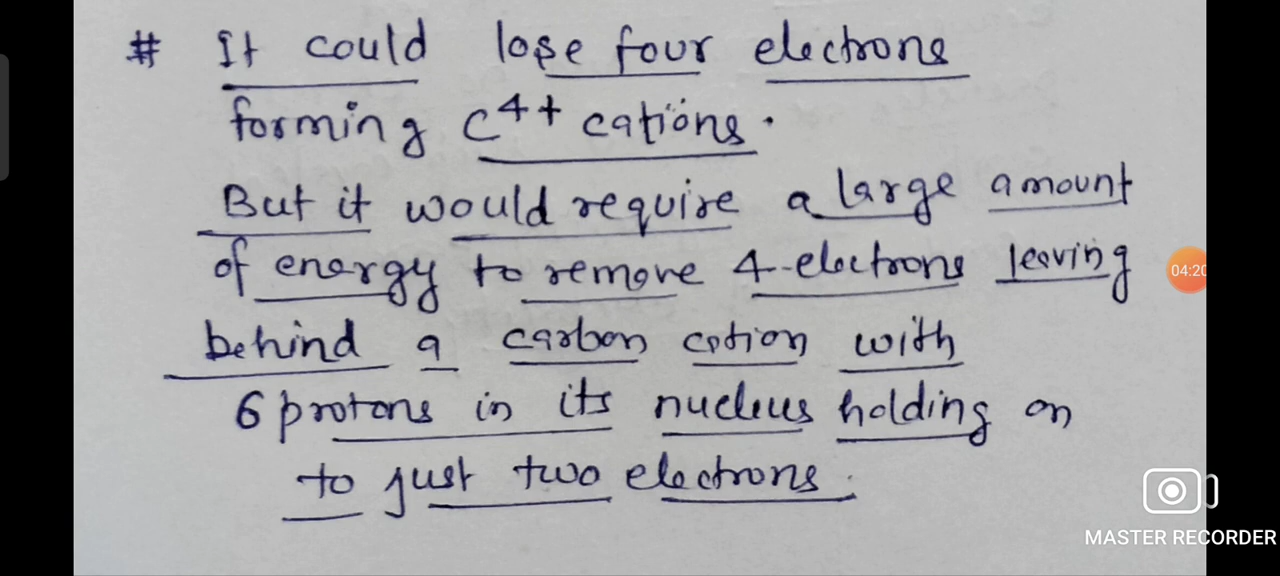 # It could lose four electrons
forming C⁴⁺ cations.
But it would require a large amount
of energy to remove 4-electrons leaving
behind a carbon cation with
6 protons in its nucleus holding on
to just two electrons.
04:20
MASTER RECORDER